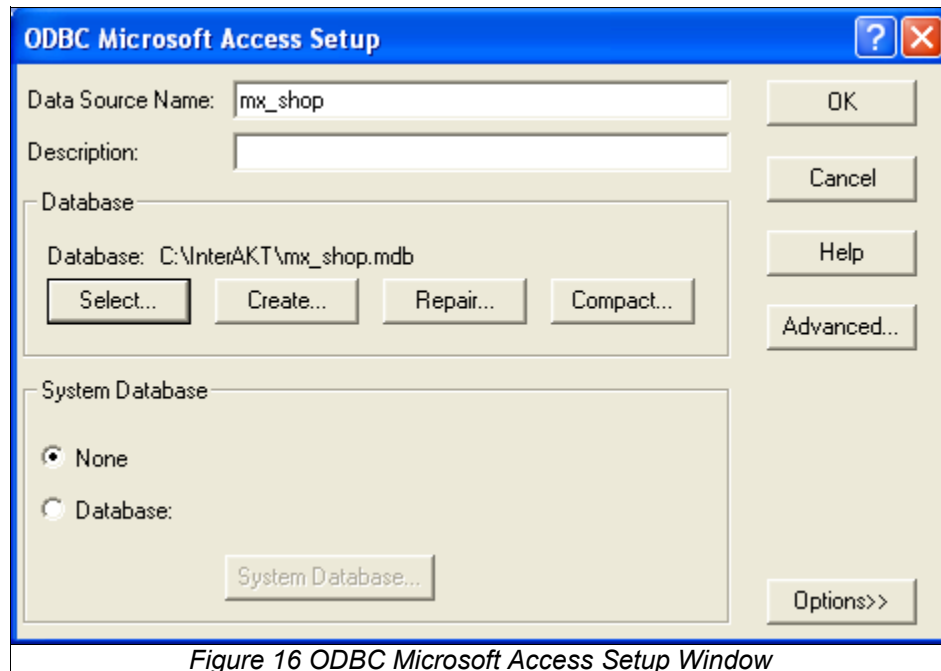 ODBC Microsoft Access Setup
Data Source Name: mx_shop
OK
Description:
Cancel
Database
Database: C:\InterAKT\mx_shop.mdb
Help
Select... Create... Repair... Compact...
Advanced...
System Database
None
Database:
System Database...
Options>>
Figure 16 ODBC Microsoft Access Setup Window